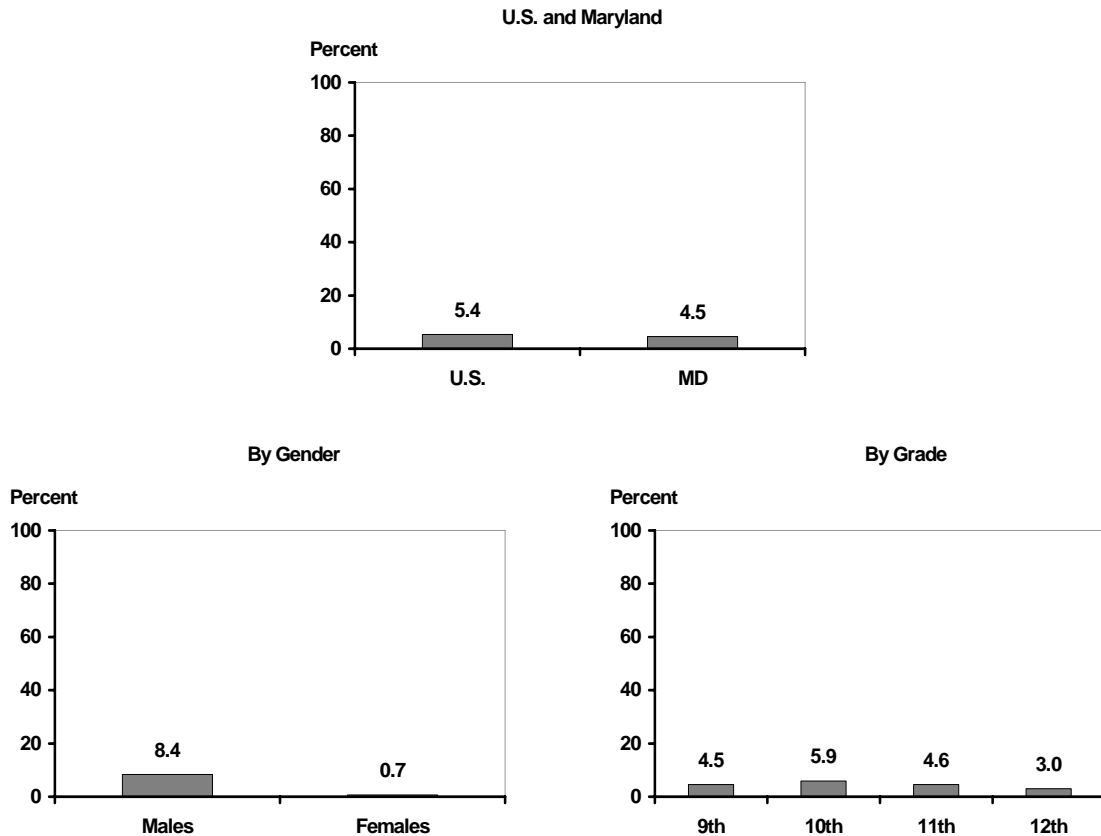 U.S. and Maryland
Percent
100
80
60
40
20
0
5.4 4.5
U.S. MD
By Gender
Percent
100
80
60
40
20
0
8.4 0.7
Males Females
By Grade
Percent
100
80
60
40
20
0
4.5 5.9 4.6 3.0
9th 10th 11th 12th